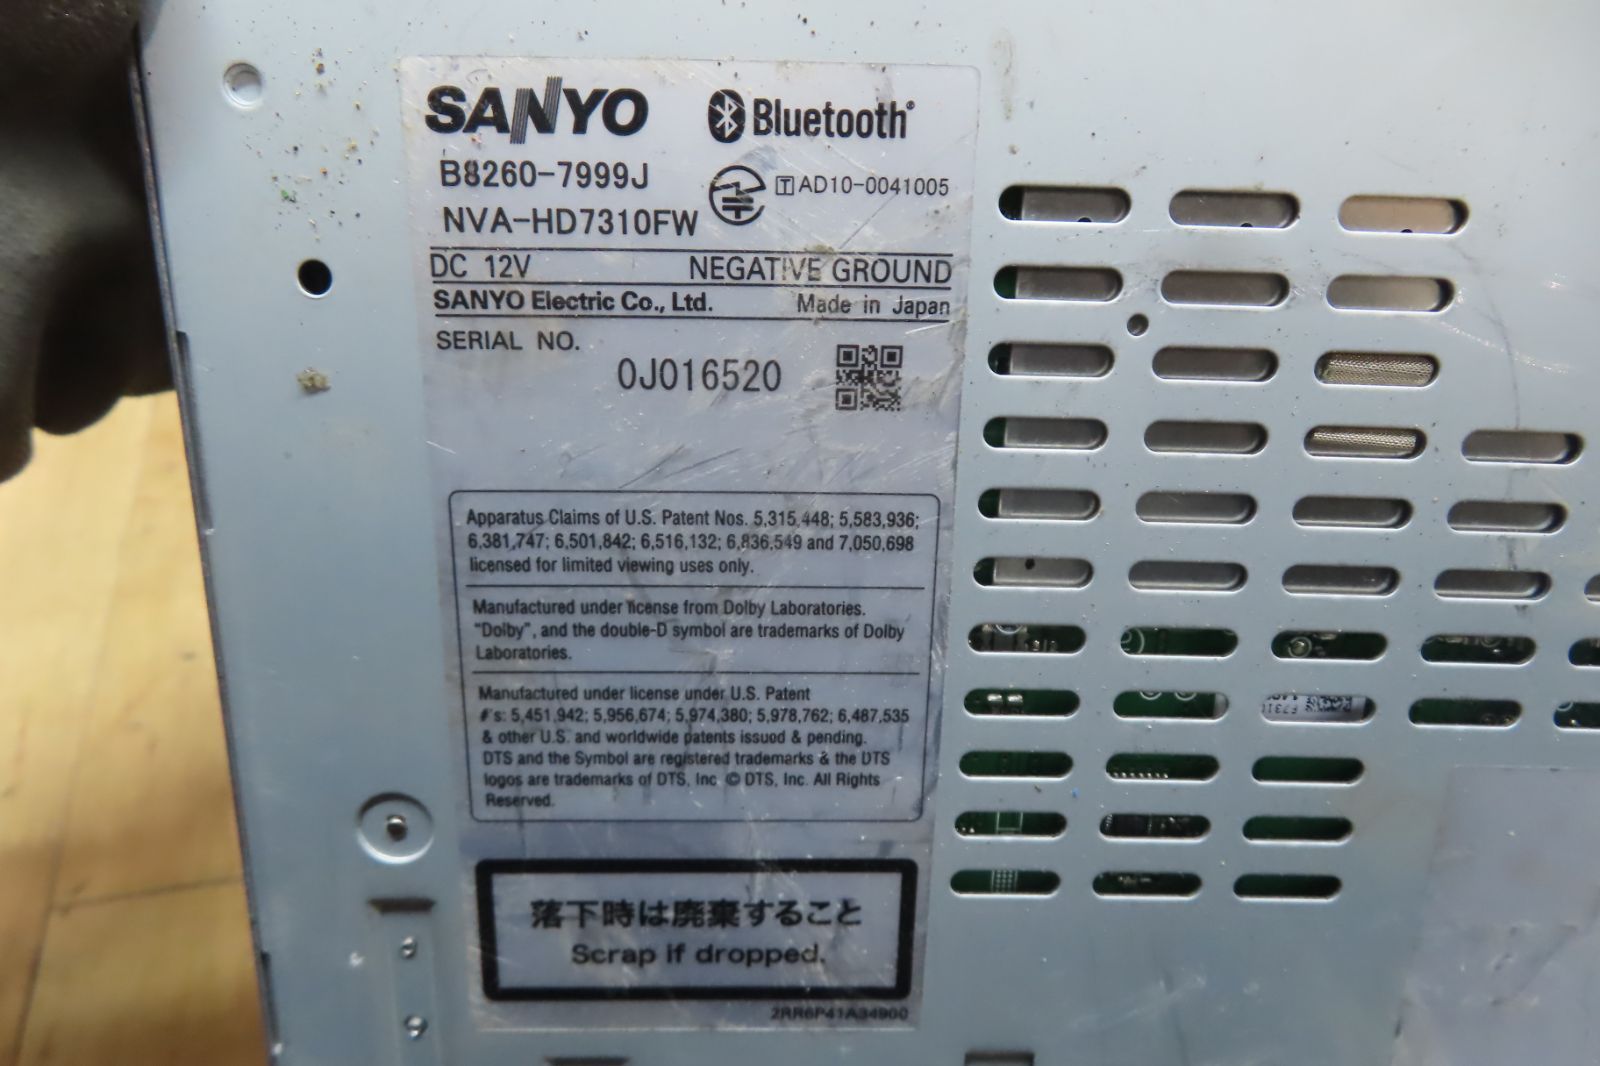 SANYO
Bluetooth®
B8260-7999J
T AD10-0041005
NVA-HD7310FW
DC 12V NEGATIVE GROUND
SANYO Electric Co., Ltd. Made in Japan
SERIAL NO.
0J016520
Apparatus Claims of U.S. Patent Nos. 5,315,448; 5,583,936;
6,381,747; 6,501,842; 6,516,132; 6,836,549 and 7,050,698
licensed for limited viewing uses only.
Manufactured under license from Dolby Laboratories.
"Dolby", and the double-D symbol are trademarks of Dolby
Laboratories.
Manufactured under license under U.S. Patent
#'s: 5,451,942; 5,956,674; 5,974,380; 5,978,762; 6,487,535
& other U.S. and worldwide patents issued & pending.
DTS and the Symbol are registered trademarks & the DTS
logos are trademarks of DTS, Inc. © DTS, Inc. All Rights
Reserved.
落下時は廃棄すること
Scrap if dropped.
2RR6P41A34900